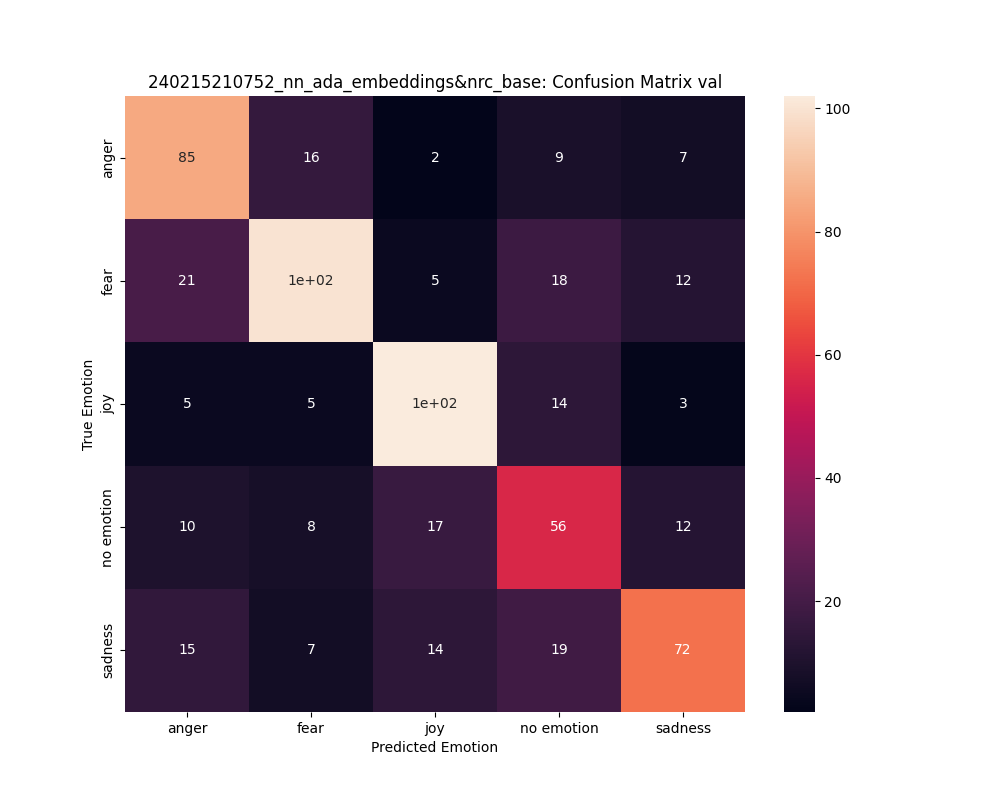 240215210752_nn_ada_embeddings&nrc_base: Confusion Matrix val
True Emotion
anger 85 16 2 9 7
fear 21 1e+02 5 18 12
joy 5 5 1e+02 14 3
no emotion 10 8 17 56 12
sadness 15 7 14 19 72
anger fear joy no emotion sadness
Predicted Emotion
100
80
60
40
20